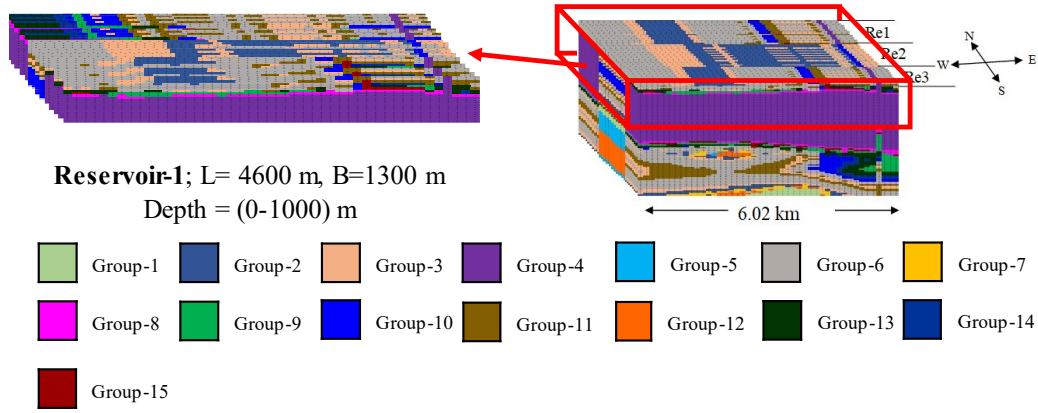 Re1
Re2
Re3
N
W
E
S
Reservoir-1; L= 4600 m, B=1300 m
Depth = (0-1000) m
6.02 km
Group-1 Group-2 Group-3 Group-4 Group-5 Group-6 Group-7
Group-8 Group-9 Group-10 Group-11 Group-12 Group-13 Group-14
Group-15